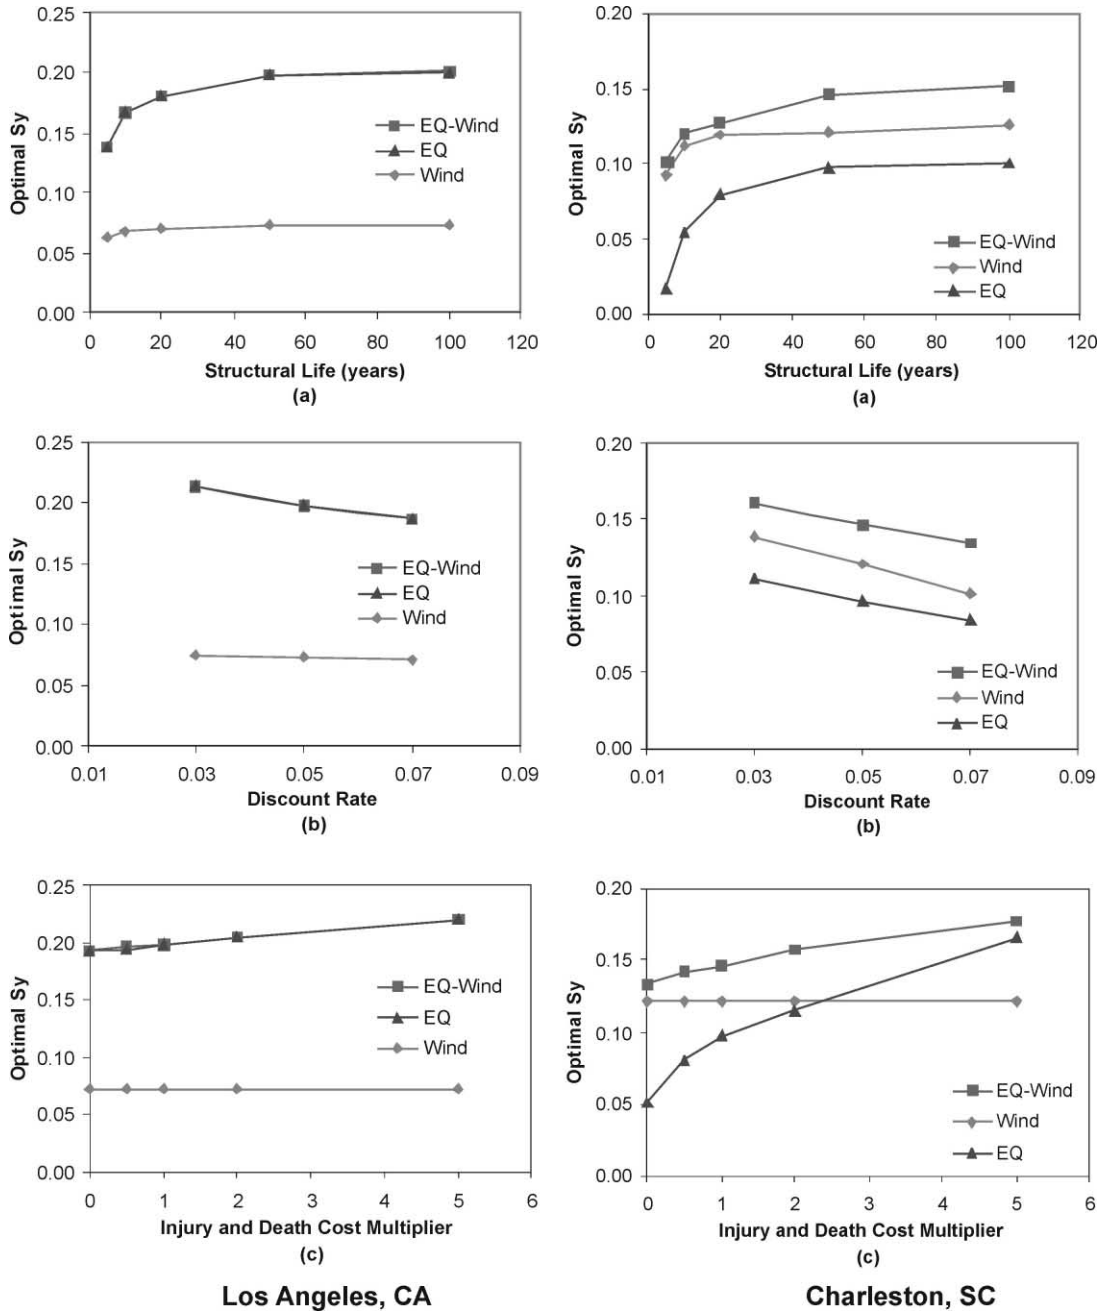 0.25
0.20
0.15
0.10
0.05
0.00
Optimal Sy
EQ-Wind
EQ
Wind
0 20 40 60 80 100 120
Structural Life (years)
(a)
0.20
0.15
0.10
0.05
0.00
Optimal Sy
EQ-Wind
Wind
EQ
0 20 40 60 80 100 120
Structural Life (years)
(a)
0.25
0.20
0.15
0.10
0.05
0.00
Optimal Sy
EQ-Wind
EQ
Wind
0.01 0.03 0.05 0.07 0.09
Discount Rate
(b)
0.20
0.15
0.10
0.05
0.00
Optimal Sy
EQ-Wind
Wind
EQ
0.01 0.03 0.05 0.07 0.09
Discount Rate
(b)
0.25
0.20
0.15
0.10
0.05
0.00
Optimal Sy
EQ-Wind
EQ
Wind
0 1 2 3 4 5 6
Injury and Death Cost Multiplier
(c)
0.20
0.15
0.10
0.05
0.00
Optimal Sy
EQ-Wind
Wind
EQ
0 1 2 3 4 5 6
Injury and Death Cost Multiplier
(c)
Los Angeles, CA
Charleston, SC